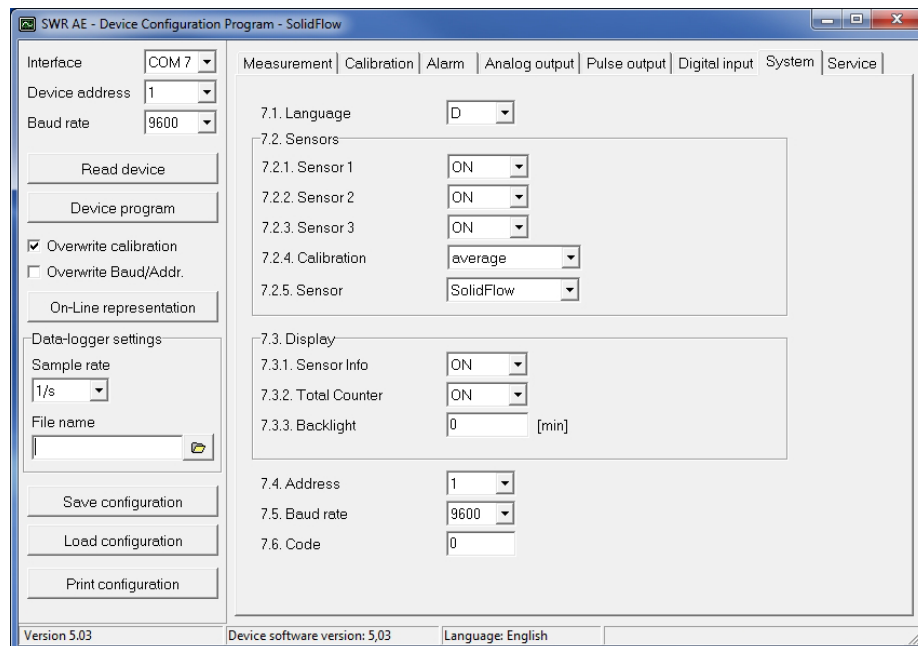 SWR AE - Device Configuration Program - SolidFlow
Interface COM 7
Device address 1
Baud rate 9600
Read device
Device program
Overwrite calibration
Overwrite Baud/Addr.
On-Line representation
Data-logger settings
Sample rate
1/s
File name
Save configuration
Load configuration
Print configuration
Measurement Calibration Alarm Analog output Pulse output Digital input System Service
7.1. Language D
7.2. Sensors
7.2.1. Sensor 1 ON
7.2.2. Sensor 2 ON
7.2.3. Sensor 3 ON
7.2.4. Calibration average
7.2.5. Sensor SolidFlow
7.3. Display
7.3.1. Sensor Info ON
7.3.2. Total Counter ON
7.3.3. Backlight 0 [min]
7.4. Address 1
7.5. Baud rate 9600
7.6. Code 0
Version 5.03 Device software version: 5,03 Language: English